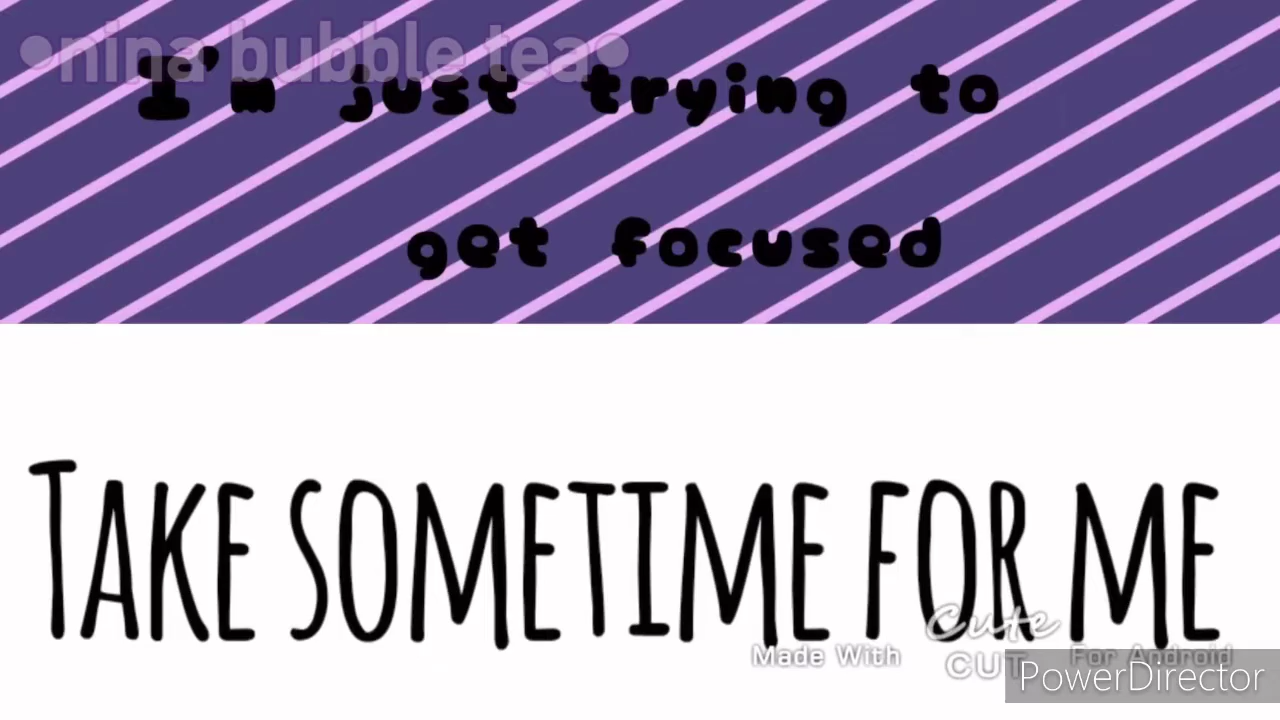 •nina bubble tea•
I'm just trying to
get focused
TAKE SOMETIME FOR ME
Made With Cute CUT For Android
PowerDirector